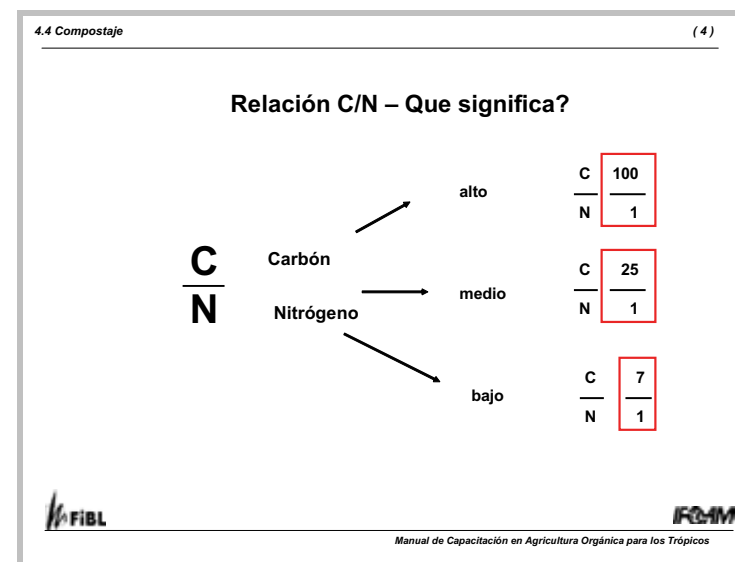 4.4 Compostaje (4)
Relación C/N – Que significa?
C
N
Carbón
Nitrógeno
alto
C 100
N 1
medio
C 25
N 1
bajo
C 7
N 1
FiBL
IFOAM
Manual de Capacitación en Agricultura Orgánica para los Trópicos